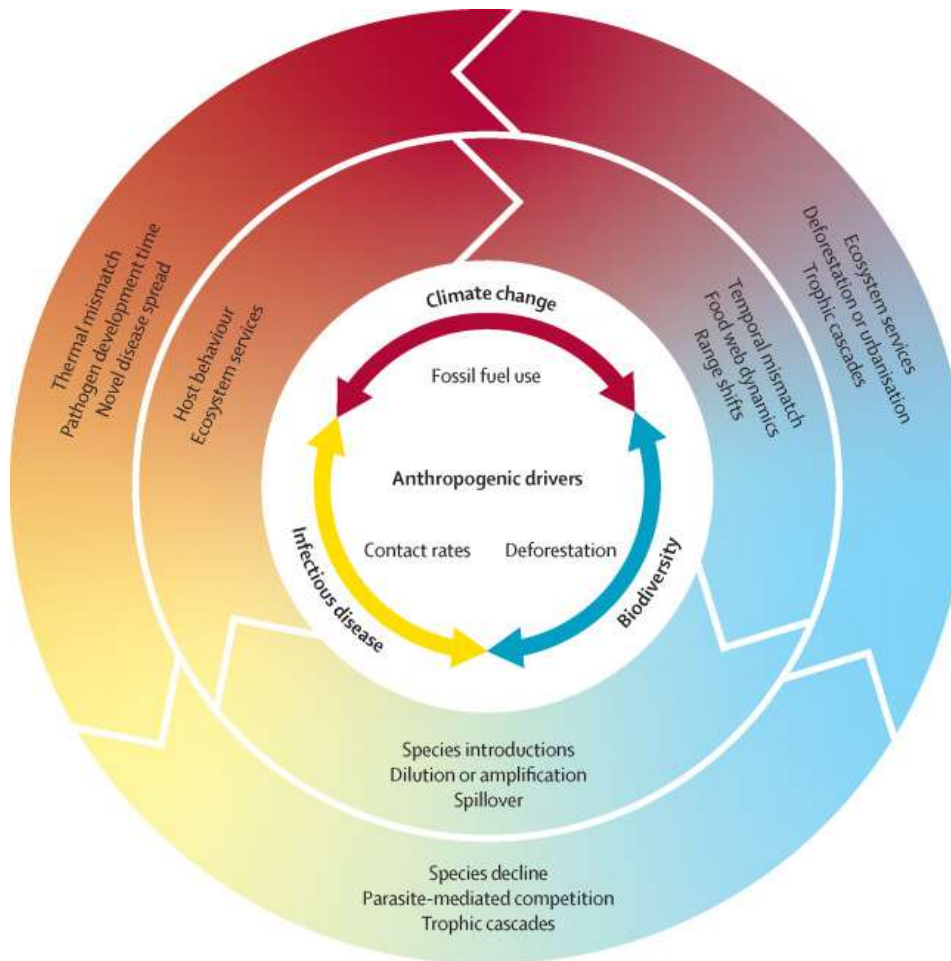 Climate change
Fossil fuel use
Anthropogenic drivers
Contact rates
Deforestation
Infectious disease
Biodiversity
Thermal mismatch
Pathogen development time
Novel disease spread
Host behaviour
Ecosystem services
Temporal mismatch
Food web dynamics
Range shifts
Ecosystem services
Deforestation or urbanisation
Trophic cascades
Species introductions
Dilution or amplification
Spillover
Species decline
Parasite-mediated competition
Trophic cascades